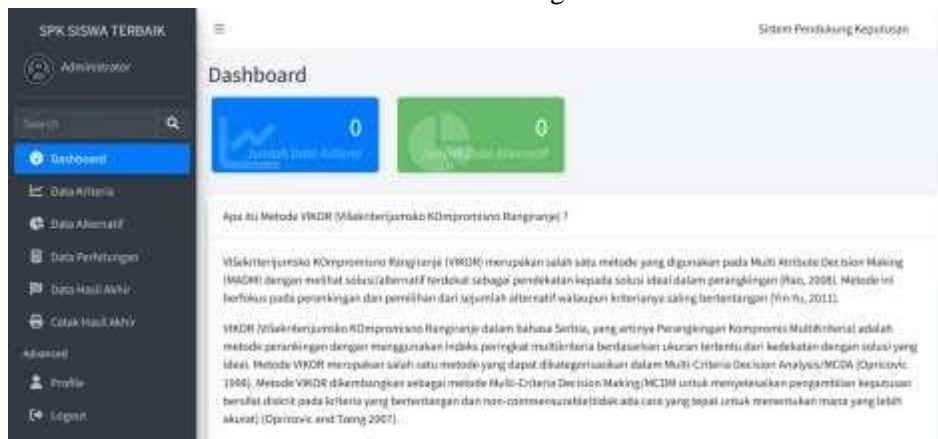 SPK SISWA TERBAIK
Sistem Pendukung Keputusan
Administrator
Dashboard
Search
0
Jumlah Data Kriteria
0
Jumlah Data Alternatif
Dashboard
Data Kriteria
Data Alternatif
Data Perhitungan
Data Hasil Akhir
Cetak Hasil Akhir
Advanced
Profile
Logout
Apa itu Metode VIKOR (VIšekriterijumsko KOmpromisno Rangiranje) ?
VIšekriterijumsko KOmpromisno Rangiranje (VIKOR) merupakan salah satu metode yang digunakan pada Multi Attribute Decision Making
(MADM) dengan melihat solusi/alternatif terdekat sebagai pendekatan kepada solusi ideal dalam perangkingan (Rao, 2008). Metode ini
berfokus pada perankingan dan pemilihan dari sejumlah alternatif walaupun kriterianya saling bertentangan (Yin-Yu, 2011).
VIKOR (VIšekriterijumsko KOmpromisno Rangiranje dalam bahasa Serbia, yang artinya Perangkingan Kompromis Multikriteria) adalah
metode perankingan dengan menggunakan indeks peringkat multikriteria berdasarkan ukuran tertentu dari kedekatan dengan solusi yang
ideal. Metode VIKOR merupakan salah satu metode yang dapat dikategorisasikan dalam Multi-Criteria Decision Analysis/MCDA (Opricovic
1998). Metode VIKOR dikembangkan sebagai metode Multi-Criteria Decision Making/MCDM untuk menyelesaikan pengambilan keputusan
bersifat diskrit pada kriteria yang bertentangan dan non-commensurable(tidak ada cara yang tepat untuk menentukan mana yang lebih
akurat) (Opricovic and Tzeng 2007).